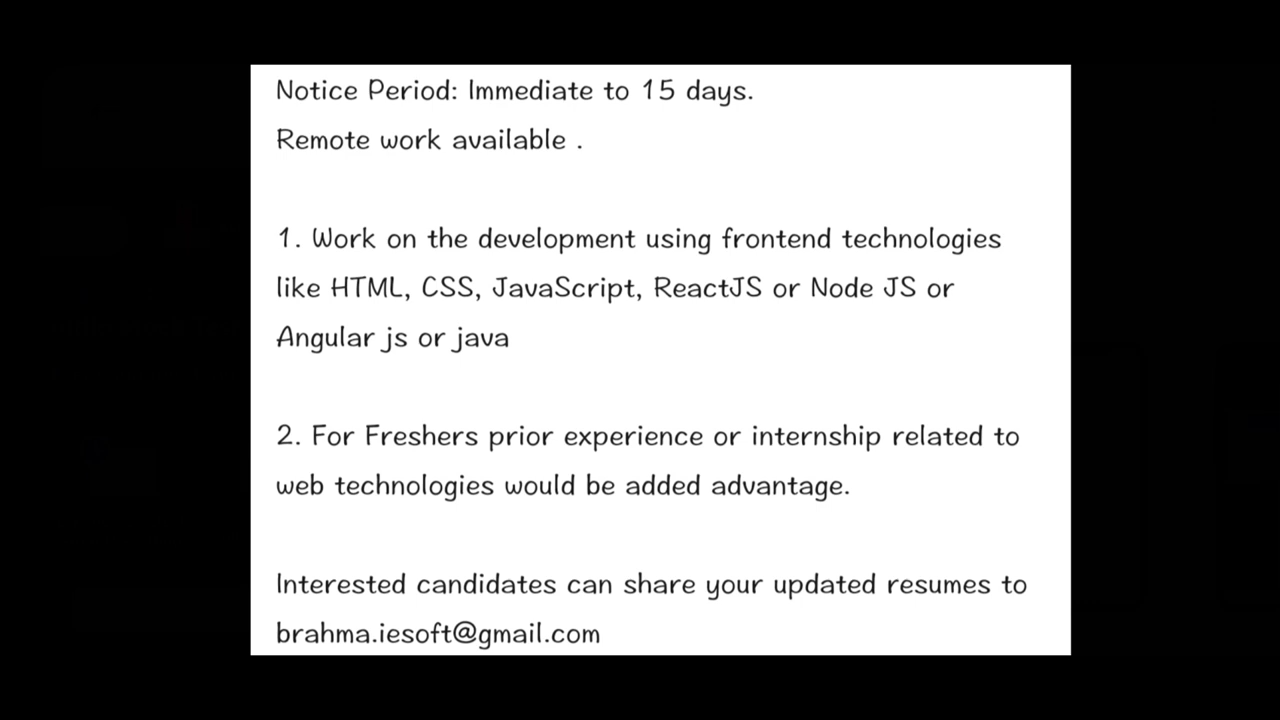 Notice Period: Immediate to 15 days.
Remote work available .
1. Work on the development using frontend technologies
like HTML, CSS, JavaScript, ReactJS or Node JS or
Angular js or java
2. For Freshers prior experience or internship related to
web technologies would be added advantage.
Interested candidates can share your updated resumes to
brahma.iesoft@gmail.com